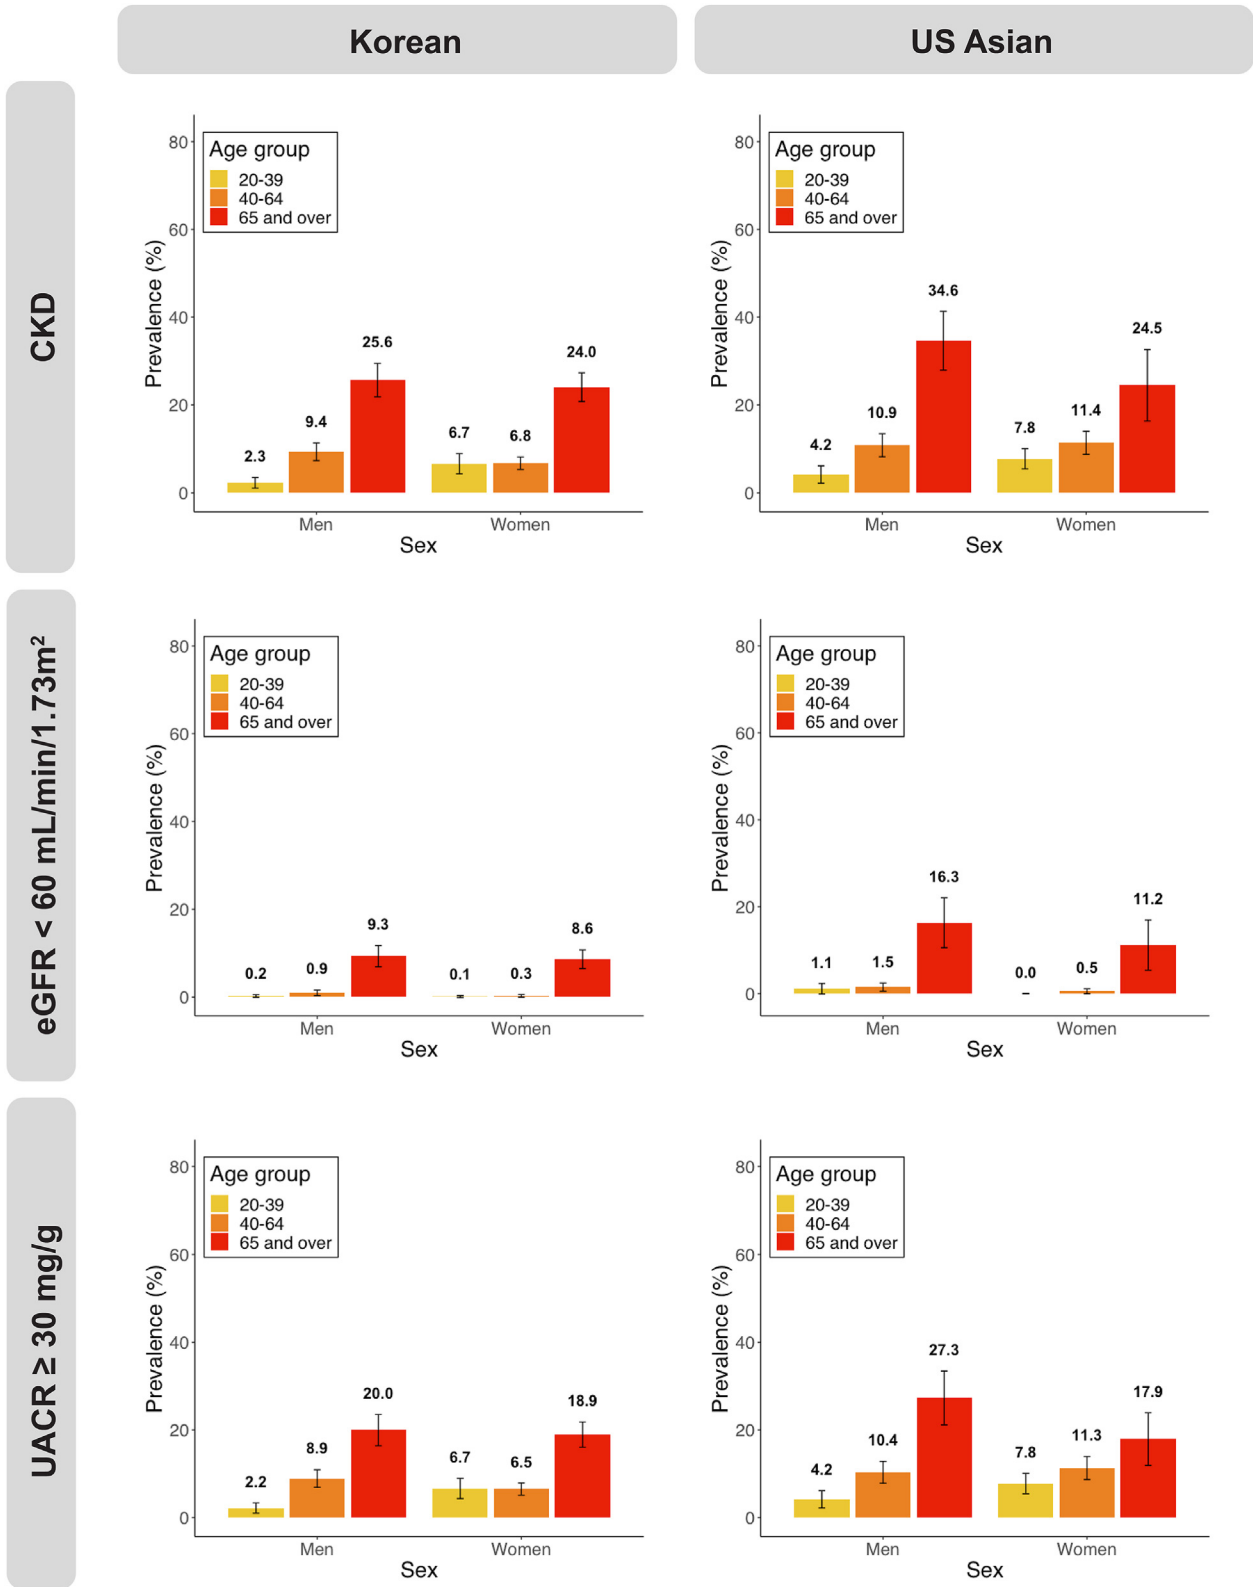 Korean
US Asian
CKD
Prevalence (%)
80
60
40
20
0
Age group
20-39
40-64
65 and over
2.3
9.4
25.6
6.7
6.8
24.0
Men
Women
Sex
Prevalence (%)
80
60
40
20
0
Age group
20-39
40-64
65 and over
4.2
10.9
34.6
7.8
11.4
24.5
Men
Women
Sex
eGFR < 60 mL/min/1.73m²
Prevalence (%)
80
60
40
20
0
Age group
20-39
40-64
65 and over
0.2
0.9
9.3
0.1
0.3
8.6
Men
Women
Sex
Prevalence (%)
80
60
40
20
0
Age group
20-39
40-64
65 and over
1.1
1.5
16.3
0.0
0.5
11.2
Men
Women
Sex
UACR ≥ 30 mg/g
Prevalence (%)
80
60
40
20
0
Age group
20-39
40-64
65 and over
2.2
8.9
20.0
6.7
6.5
18.9
Men
Women
Sex
Prevalence (%)
80
60
40
20
0
Age group
20-39
40-64
65 and over
4.2
10.4
27.3
7.8
11.3
17.9
Men
Women
Sex